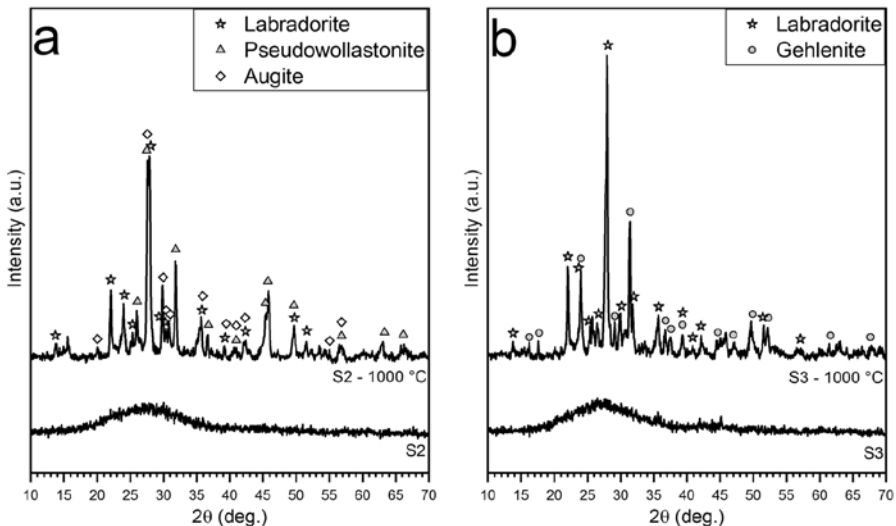 a
Labradorite
Pseudowollastonite
Augite
Intensity (a.u.)
S2 - 1000 °C
S2
10 15 20 25 30 35 40 45 50 55 60 65 70
2θ (deg.)
b
Labradorite
Gehlenite
Intensity (a.u.)
S3 - 1000 °C
S3
10 15 20 25 30 35 40 45 50 55 60 65 70
2θ (deg.)